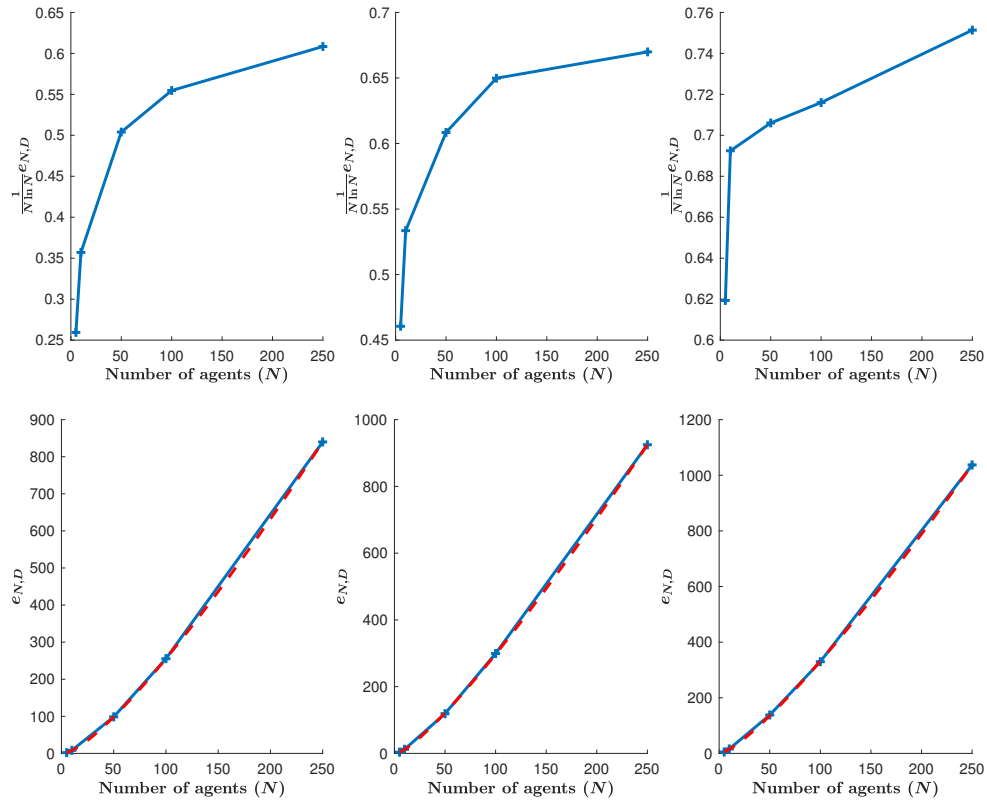 0.65
0.6
0.55
0.5
0.45
0.4
0.35
0.3
0.25
0 50 100 150 200 250
Number of agents (N)
1/(N ln N) e_{N,D}
0.7
0.65
0.6
0.55
0.5
0.45
0 50 100 150 200 250
Number of agents (N)
1/(N ln N) e_{N,D}
0.76
0.74
0.72
0.7
0.68
0.66
0.64
0.62
0.6
0 50 100 150 200 250
Number of agents (N)
1/(N ln N) e_{N,D}
900
800
700
600
500
400
300
200
100
0
0 50 100 150 200 250
Number of agents (N)
e_{N,D}
1000
800
600
400
200
0
0 50 100 150 200 250
Number of agents (N)
e_{N,D}
1200
1000
800
600
400
200
0
0 50 100 150 200 250
Number of agents (N)
e_{N,D}